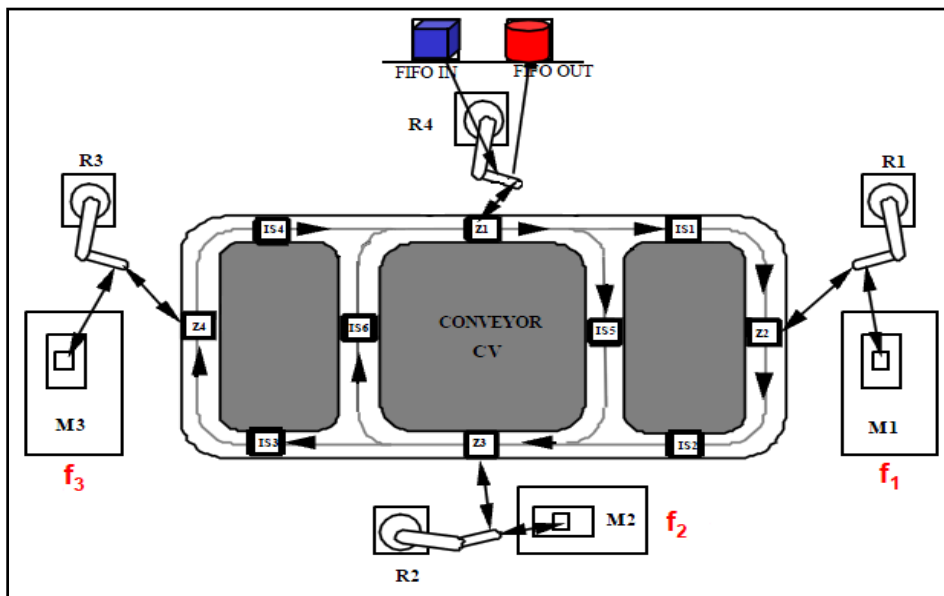 FIFO IN
FIFO OUT
R4
R3
R1
IS4
Z1
IS1
Z4
IS6
CONVEYOR
CV
IS5
Z2
M3
M1
IS3
Z3
IS2
f3
f1
M2
f2
R2